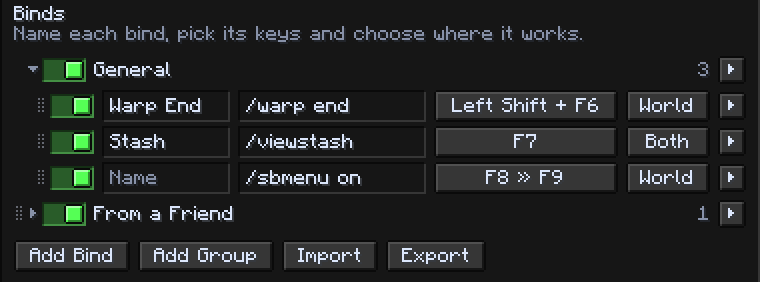 Binds
Name each bind, pick its keys and choose where it works.
General 3
Warp End /warp end Left Shift + F6 World
Stash /viewstash F7 Both
Name /sbmenu on F8 » F9 World
From a Friend 1
Add Bind Add Group Import Export